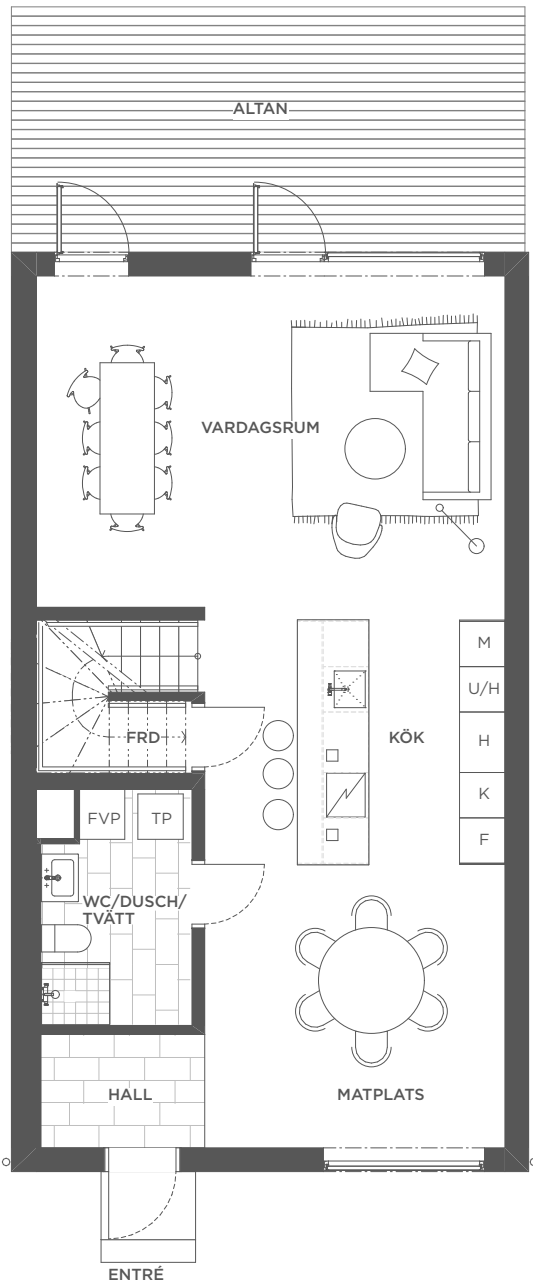 ALTAN
VARDAGSRUM
M
U/H
KÖK
H
FRD
K
FVP
TP
F
WC/DUSCH/
TVÄTT
HALL
MATPLATS
ENTRÉ